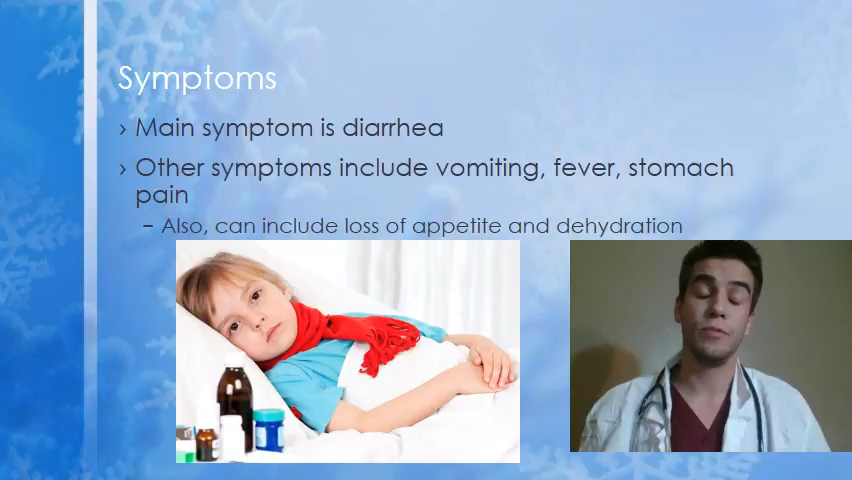 Symptoms
› Main symptom is diarrhea
› Other symptoms include vomiting, fever, stomach
pain
– Also, can include loss of appetite and dehydration